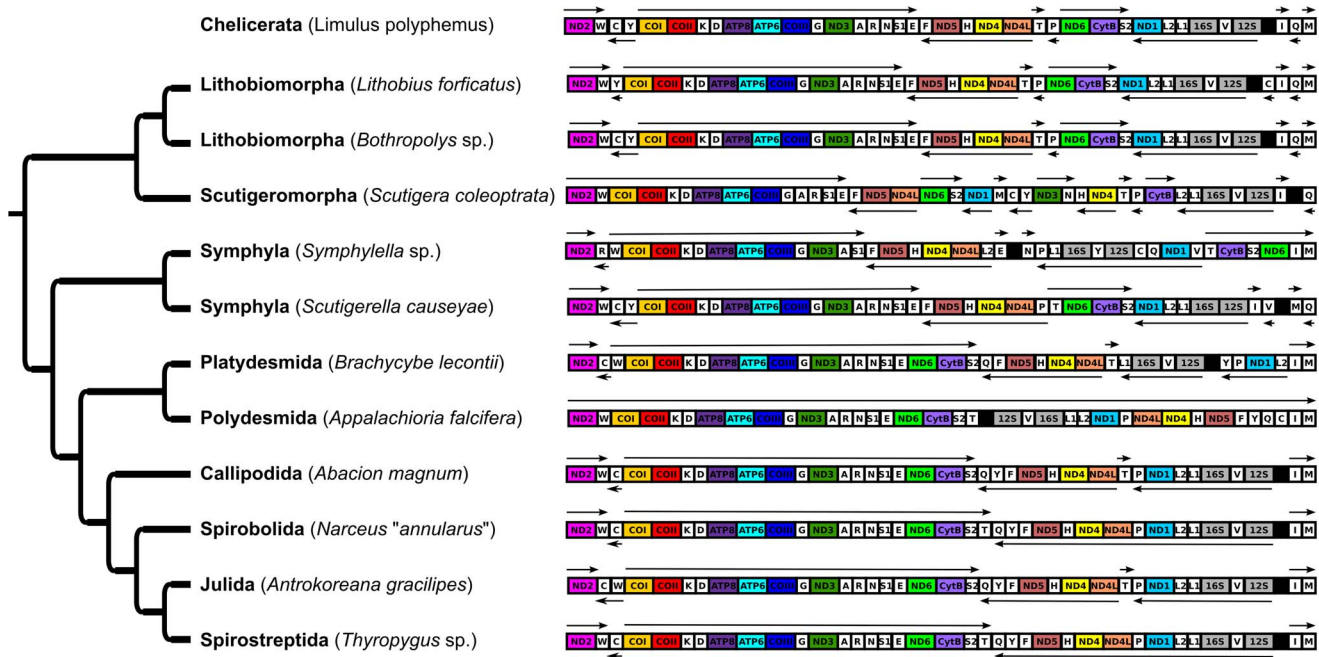 Chelicerata (Limulus polyphemus) ND2 W C Y COI COII K D ATP8 ATP6 COIII G ND3 A R N S1 E F ND5 H ND4 ND4L T P ND6 CytB S2 ND1 L2 L1 16S V 12S I Q M
Lithobiomorpha (Lithobius forficatus) ND2 W Y COI COII K D ATP8 ATP6 COIII G ND3 A R N S1 E F ND5 H ND4 ND4L T P ND6 CytB S2 ND1 L2 L1 16S V 12S C I Q M
Lithobiomorpha (Bothropolys sp.) ND2 W C Y COI COII K D ATP8 ATP6 COIII G ND3 A R N S1 E F ND5 H ND4 ND4L T P ND6 CytB S2 ND1 L2 L1 16S V 12S I Q M
Scutigeromorpha (Scutigera coleoptrata) ND2 W COI COII K D ATP8 ATP6 COIII G A R S1 E F ND5 ND4L ND6 S2 ND1 M C Y ND3 N H ND4 T P CytB L2 L1 16S V 12S I Q
Symphyla (Symphylella sp.) ND2 R W COI COII K D ATP8 ATP6 COIII G ND3 A S1 F ND5 H ND4 ND4L L2 E N P L1 16S Y 12S C Q ND1 V T CytB S2 ND6 I M
Symphyla (Scutigerella causeyae) ND2 W C Y COI COII K D ATP8 ATP6 COIII G ND3 A R N S1 E F ND5 H ND4 ND4L P T ND6 CytB S2 ND1 L2 L1 16S V 12S I V M Q
Platydesmida (Brachycybe lecontii) ND2 C W COI COII K D ATP8 ATP6 COIII G ND3 A R N S1 E ND6 CytB S2 Q F ND5 H ND4 ND4L T L1 16S V 12S Y P ND1 L2 I M
Polydesmida (Appalachioria falcifera) ND2 W COI COII K D ATP8 ATP6 COIII G ND3 A R N S1 E ND6 CytB S2 T 12S V 16S L1 L2 ND1 P ND4L ND4 H ND5 F Y Q C I M
Callipodida (Abacion magnum) ND2 W C COI COII K D ATP8 ATP6 COIII G ND3 A R N S1 E ND6 CytB S2 Q Y F ND5 H ND4 ND4L T P ND1 L2 L1 16S V 12S I M
Spirobolida (Narceus "annularus") ND2 W C COI COII K D ATP8 ATP6 COIII G ND3 A R N S1 E ND6 CytB S2 T Q Y F ND5 H ND4 ND4L P ND1 L2 L1 16S V 12S I M
Julida (Antrokoreana gracilipes) ND2 C W COI COII K D ATP8 ATP6 COIII G ND3 A R N S1 E ND6 CytB S2 Q Y F ND5 H ND4 ND4L T P ND1 L2 L1 16S V 12S I M
Spirostreptida (Thyropygus sp.) ND2 W C COI COII K D ATP8 ATP6 COIII G ND3 A R N S1 E ND6 CytB S2 T Q Y F ND5 H ND4 ND4L P ND1 L2 L1 16S V 12S I M